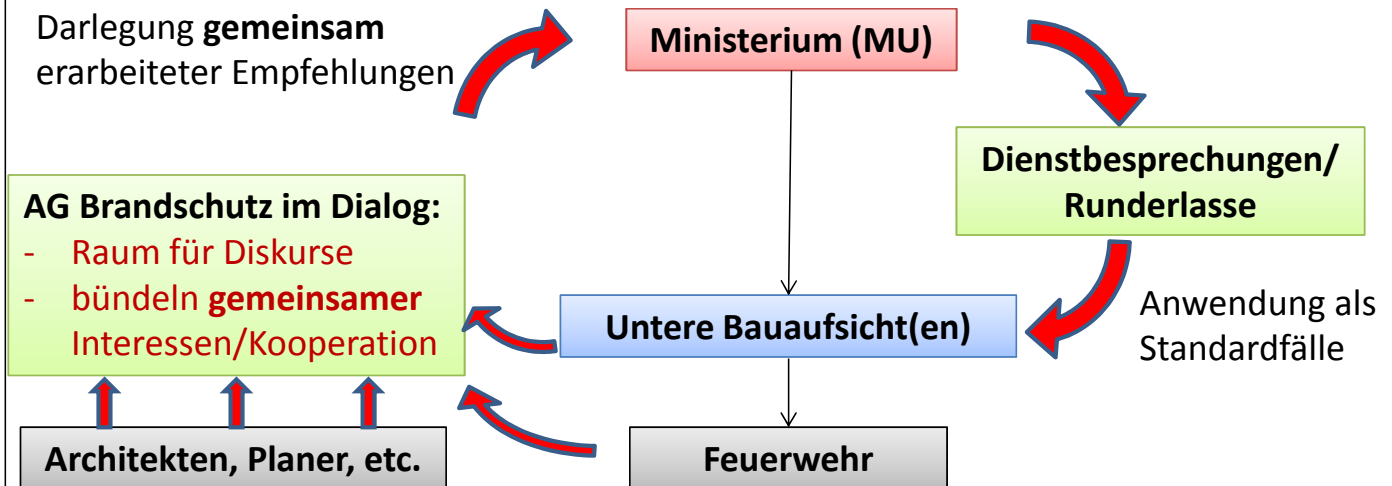 Darlegung gemeinsam
erarbeiteter Empfehlungen
Ministerium (MU)
Dienstbesprechungen/
Runderlasse
AG Brandschutz im Dialog:
- Raum für Diskurse
- bündeln gemeinsamer
Interessen/Kooperation
Untere Bauaufsicht(en)
Anwendung als
Standardfälle
Architekten, Planer, etc.
Feuerwehr